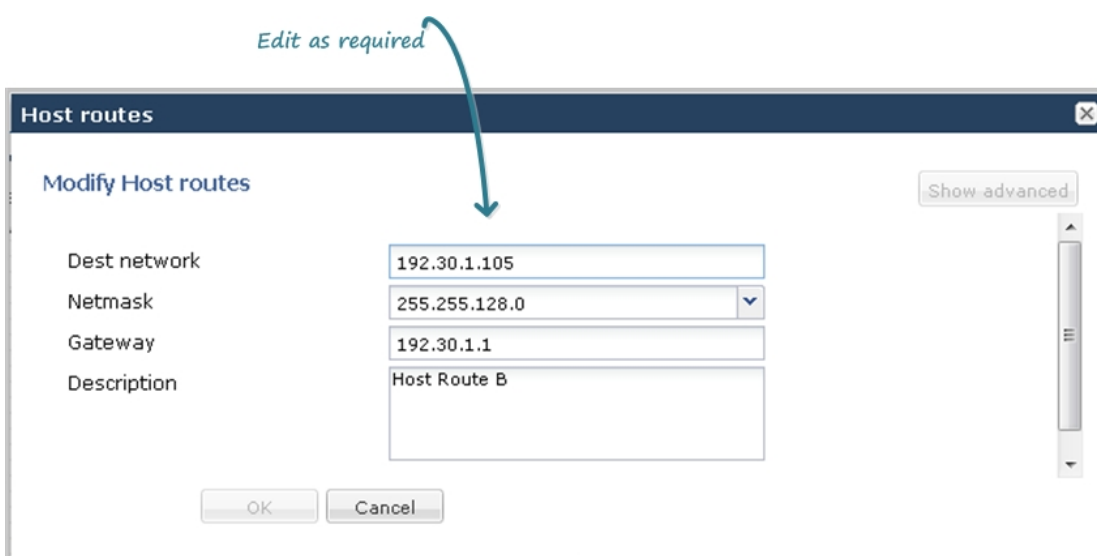 Edit as required
Host routes
Modify Host routes
Show advanced
Dest network 192.30.1.105
Netmask 255.255.128.0
Gateway 192.30.1.1
Description Host Route B
OK Cancel